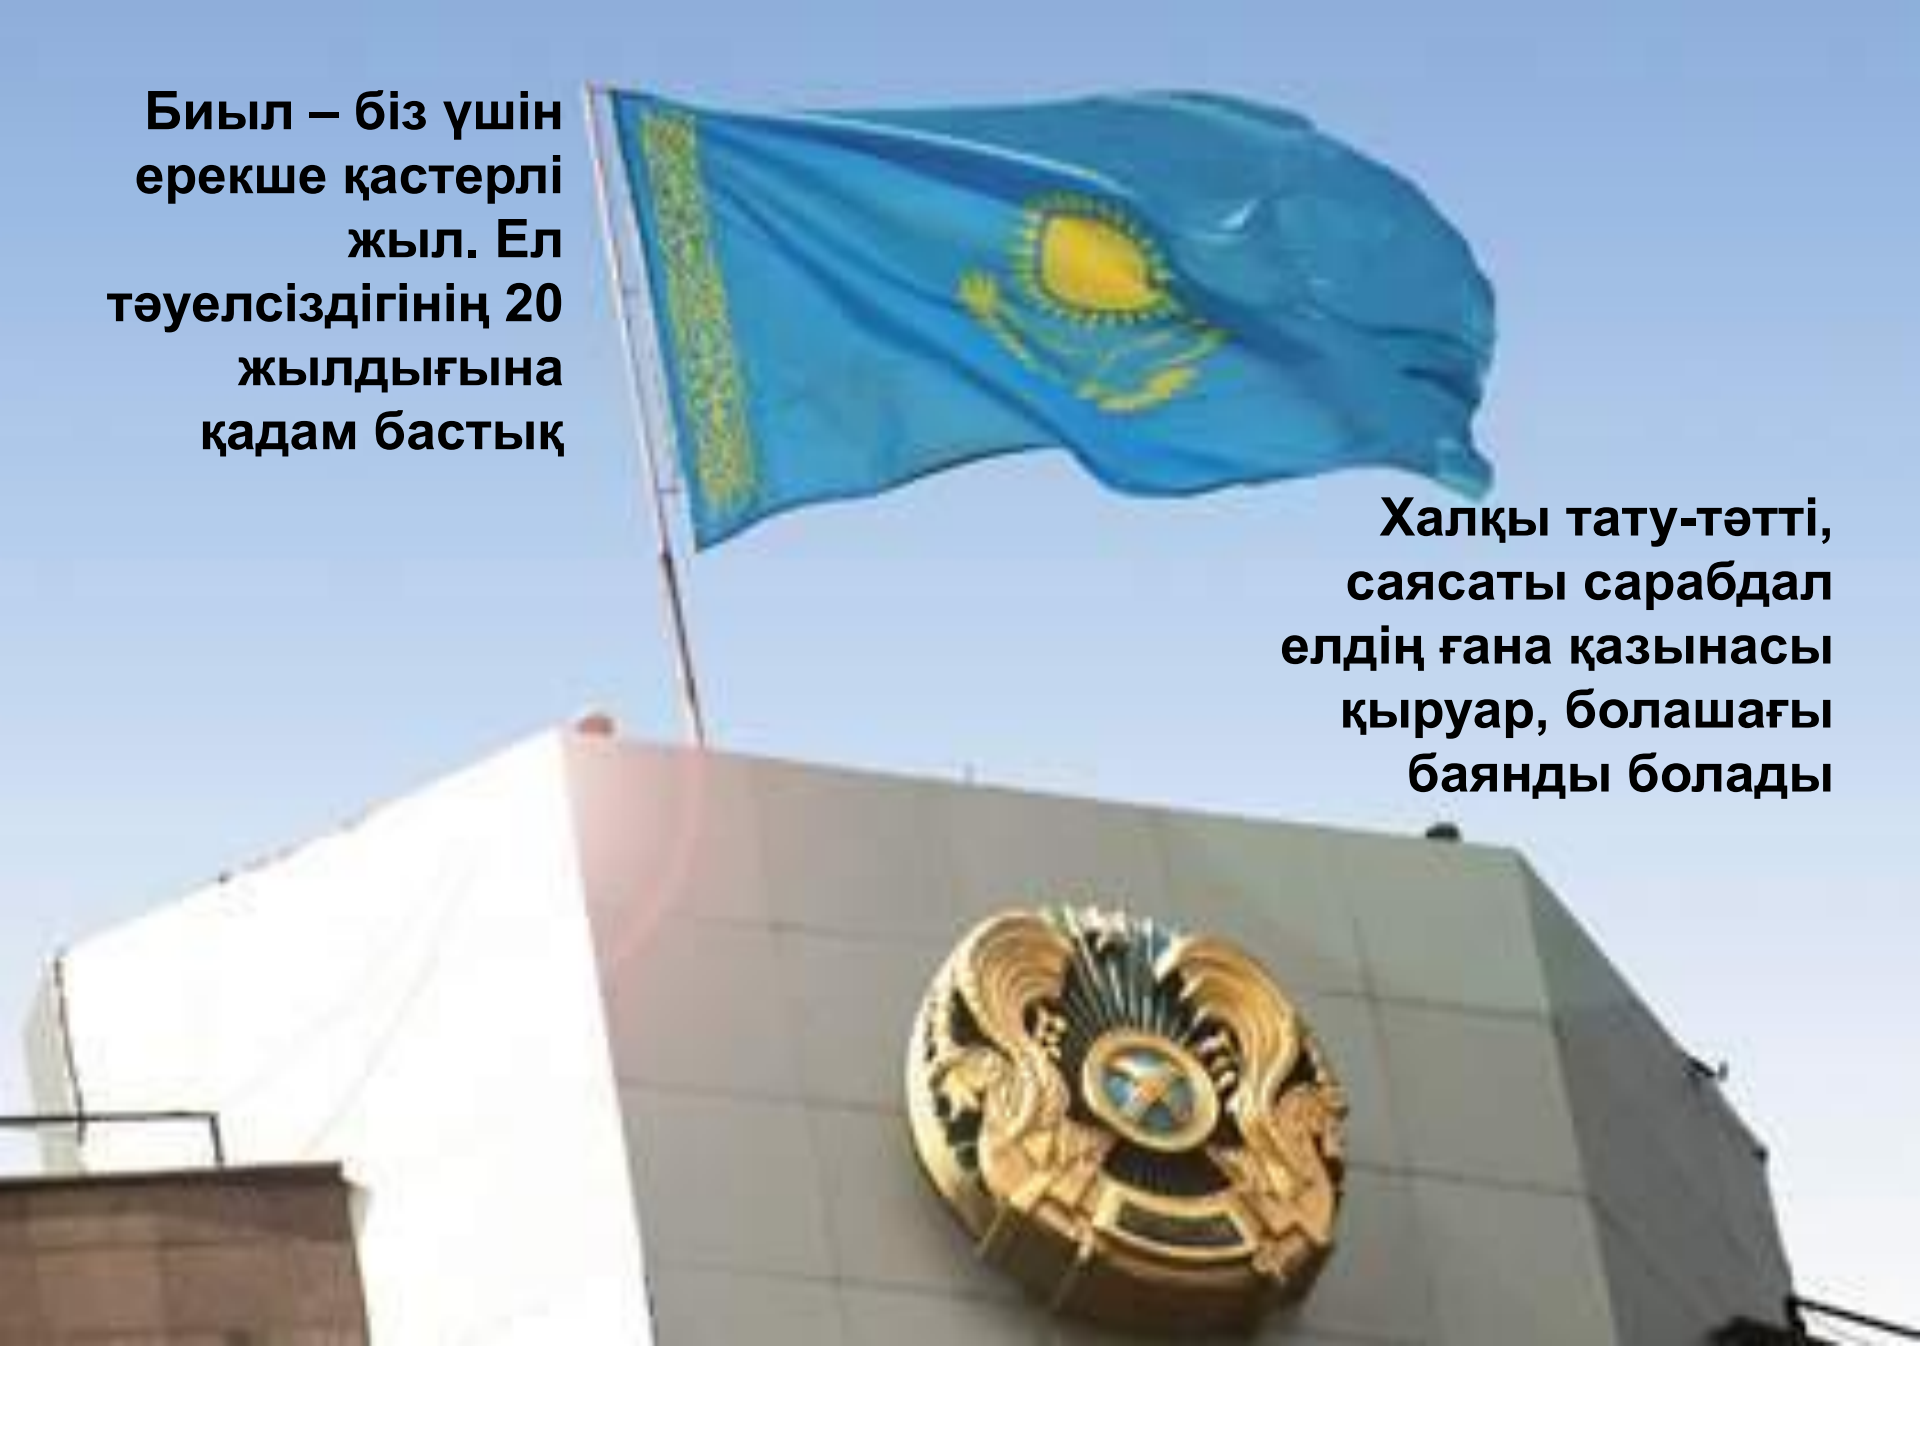 Биыл – біз үшін
ерекше қастерлі
жыл. Ел
тәуелсіздігінің 20
жылдығына
қадам бастық
Халқы тату-тәтті,
саясаты сарабдал
елдің ғана қазынасы
қыруар, болашағы
баянды болады